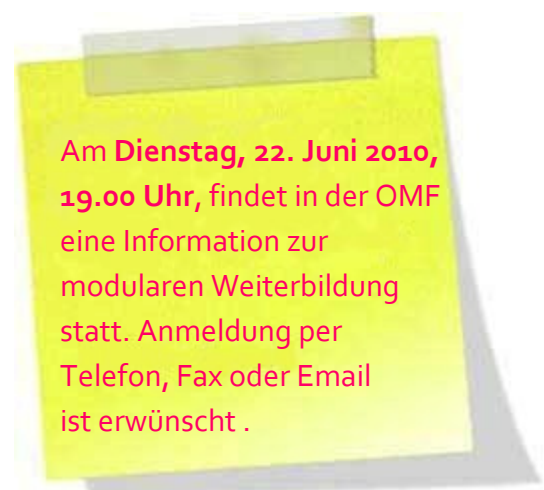 Am Dienstag, 22. Juni 2010,
19.00 Uhr, findet in der OMF
eine Information zur
modularen Weiterbildung
statt. Anmeldung per
Telefon, Fax oder Email
ist erwünscht .